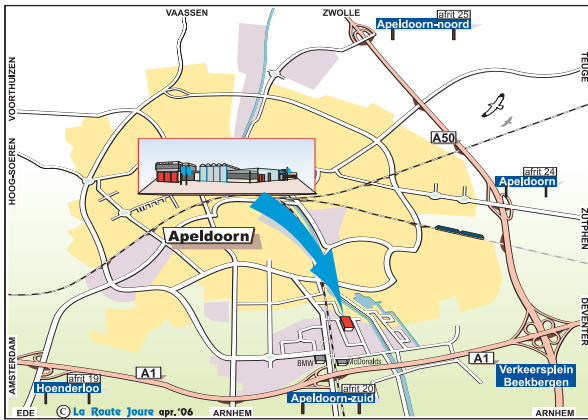 VAASSEN
ZWOLLE
afrit 25
Apeldoorn-noord
TEUGE
VOORTHUIZEN
A50
HOOG-SOEREN
afrit 24
Apeldoorn
ZUTPHEN
Apeldoorn
DEVENTER
AMSTERDAM
BMW
McDonalds
A1
A1
Verkeersplein
Beekbergen
afrit 19
Hoenderloo
afrit 20
Apeldoorn-zuid
EDE
© La Route Joure apr.'06
ARNHEM
ARNHEM